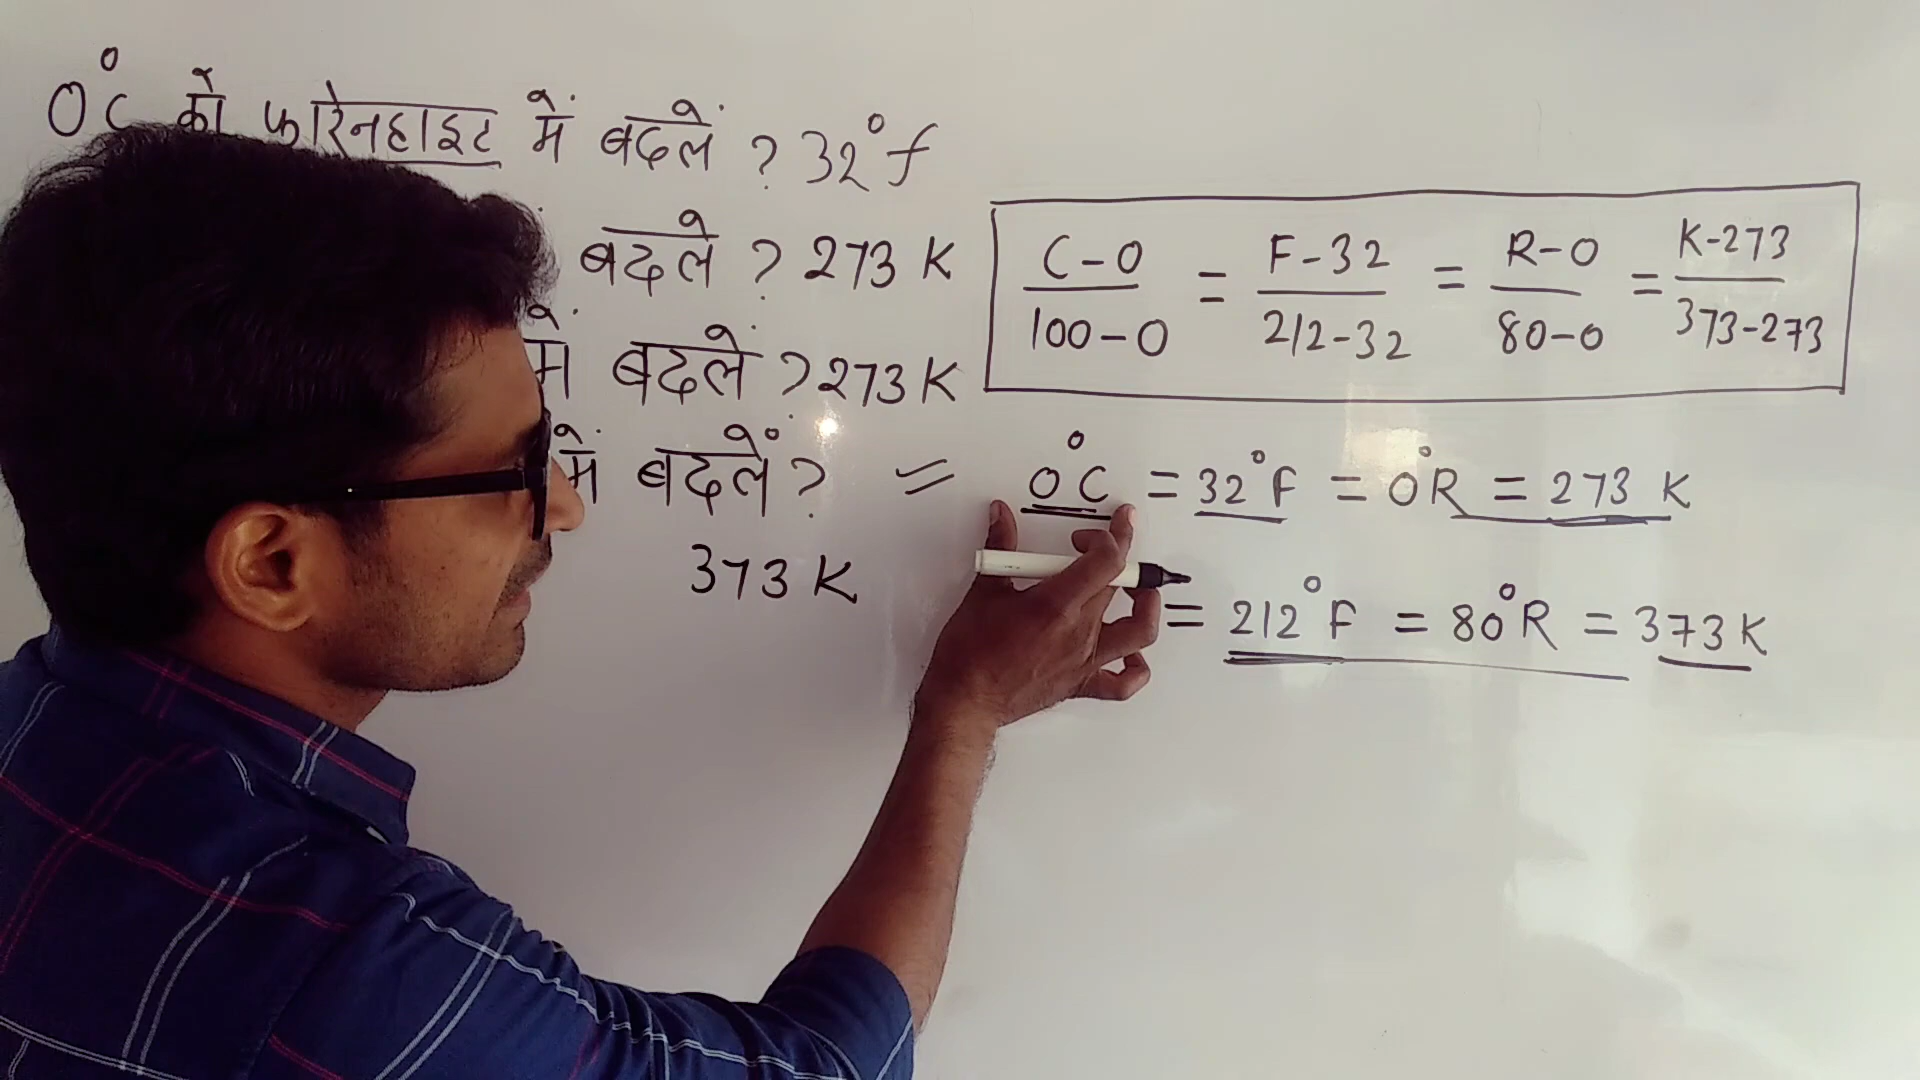 0°C को फारेनहाइट में बदलें ? 32°f
बदले ? 273 K
में बदलें ? 273 K
में बदलें ?
373 K
C-0/100-0 = F-32/212-32 = R-0/80-0 = K-273/373-273
= 0°C = 32°F = 0°R = 273 K
= 212°F = 80°R = 373 K